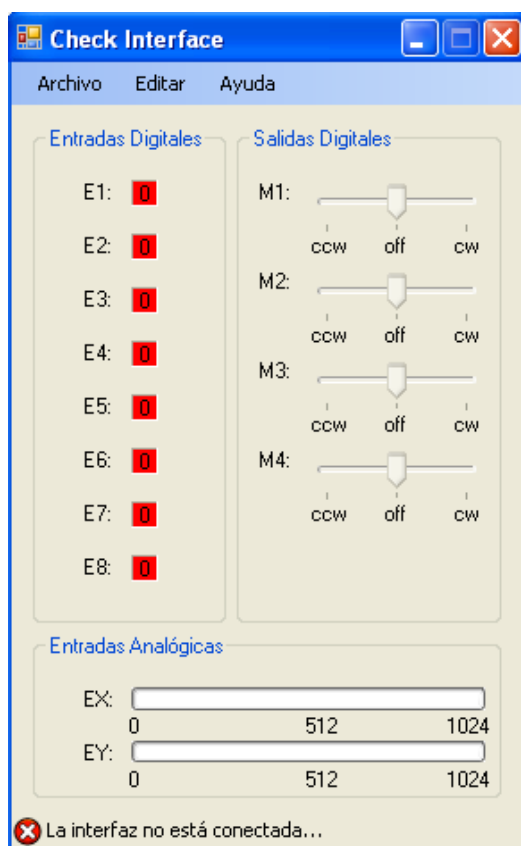 Check Interface
Archivo Editar Ayuda
Entradas Digitales
E1: 0
E2: 0
E3: 0
E4: 0
E5: 0
E6: 0
E7: 0
E8: 0
Salidas Digitales
M1:
ccw off cw
M2:
ccw off cw
M3:
ccw off cw
M4:
ccw off cw
Entradas Analógicas
EX:
0 512 1024
EY:
0 512 1024
La interfaz no está conectada...